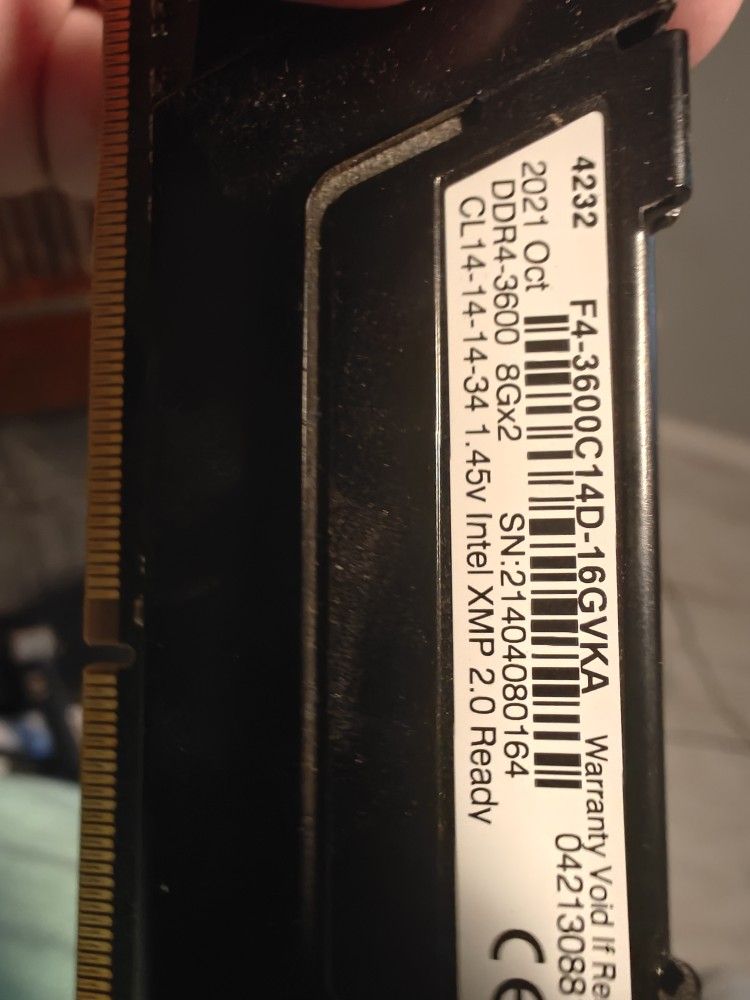 4232 F4-3600C14D-16GVKA Warranty Void If Re
2021 Oct 04213088
DDR4-3600 8Gx2 SN:21404080164
CL14-14-14-34 1.45v Intel XMP 2.0 Ready
CE